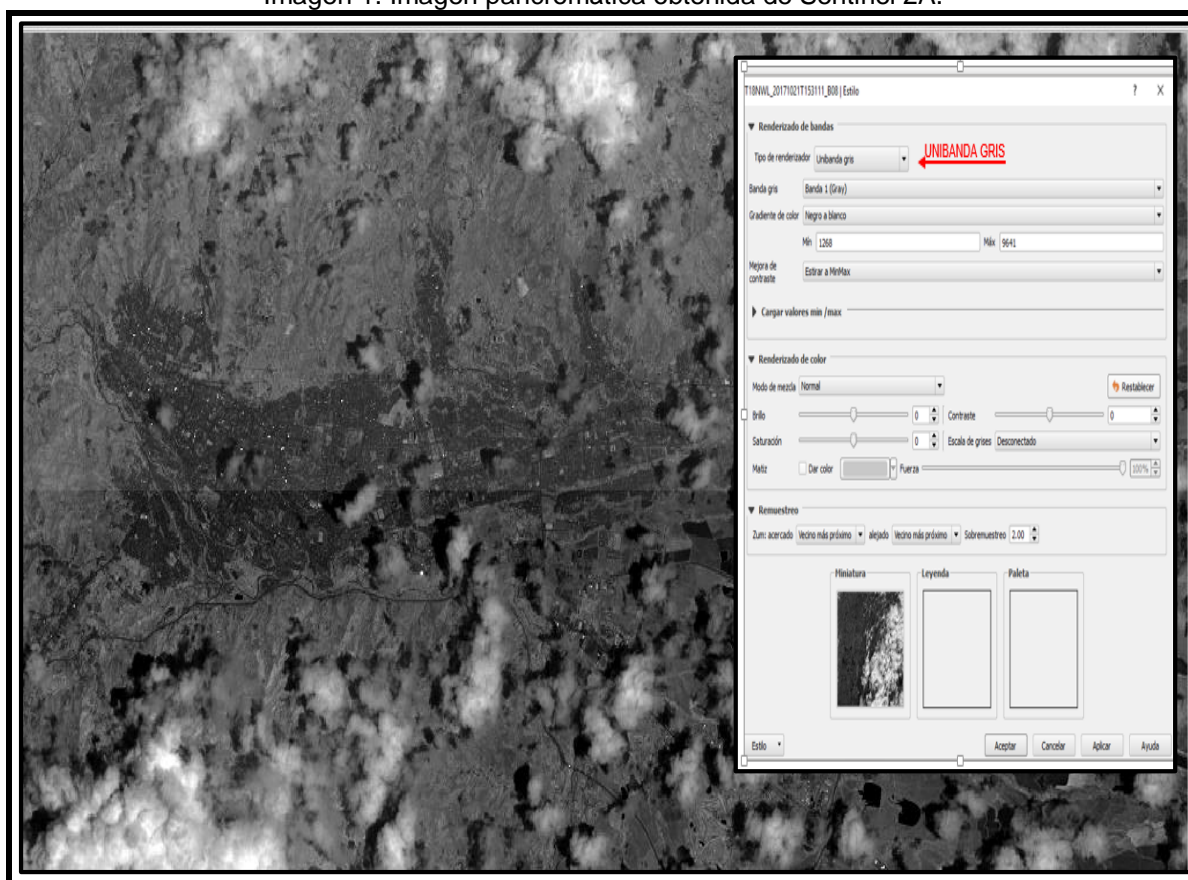 Imagen 1. Imagen pancromática obtenida de Sentinel 2A.
T18NWL_20171021T153111_B08 | Estilo ? X
Renderizado de bandas
Tipo de renderizador Unibanda gris UNIBANDA GRIS
Banda gris Banda 1 (Gray)
Gradiente de color Negro a blanco
Mín 1268 Máx 9641
Mejora de contraste Estirar a MinMax
Cargar valores min /max
Renderizado de color
Modo de mezcla Normal Restablecer
Brillo 0 Contraste 0
Saturación 0 Escala de grises Desconectado
Matiz Dar color Fuerza 100%
Remuestreo
Zum: acercado Vecino más próximo alejado Vecino más próximo Sobremuestreo 2.00
Miniatura Leyenda Paleta
Estilo Aceptar Cancelar Aplicar Ayuda